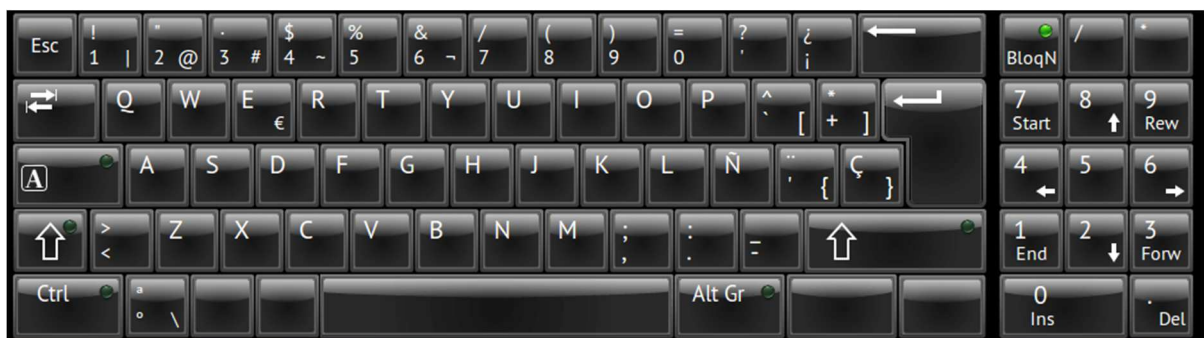 Esc ! 1 | " 2 @ · 3 # $ 4 ~ % 5 & 6 ¬ / 7 ( 8 ) 9 = 0 ? ' ¿ ¡ BloqN / *
Q W E € R T Y U I O P ^ ` [ * + ] 7 Start 8 9 Rew
A A S D F G H J K L Ñ ¨ ' { Ç } 4 5 6
> < Z X C V B N M ; , : . _ - 1 End 2 3 Forw
Ctrl ª º \ Alt Gr 0 Ins . Del